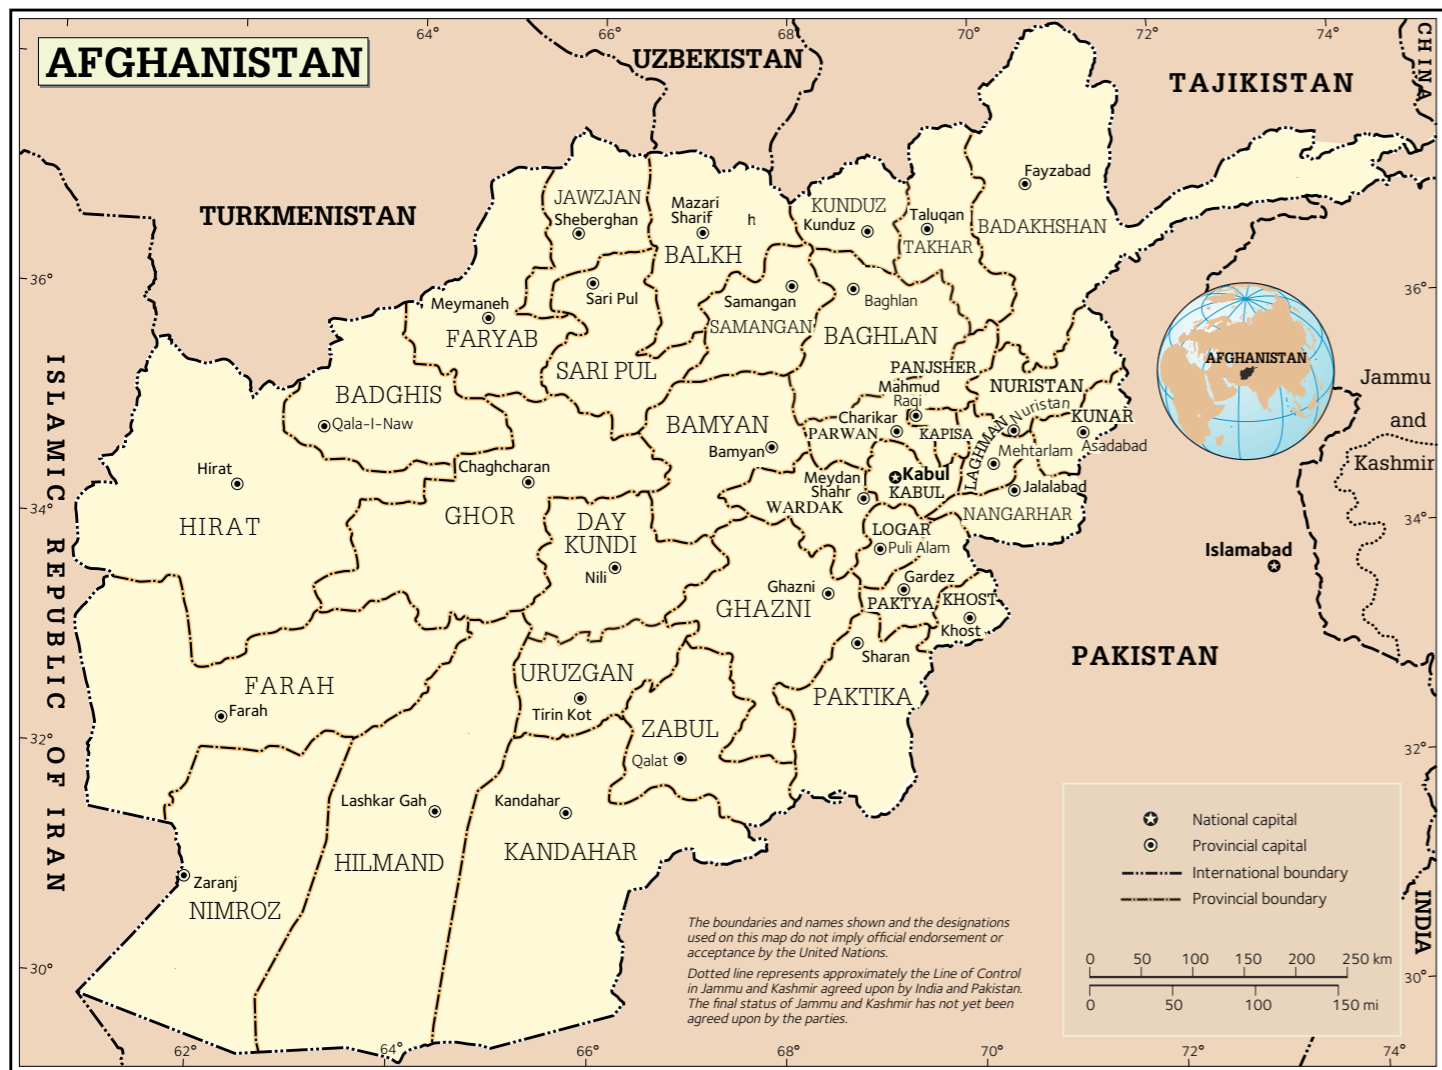 AFGHANISTAN
64°
66°
68°
70°
72°
74°
UZBEKISTAN
TAJIKISTAN
CHINA
TURKMENISTAN
JAWZJAN
Sheberghan
Mazari
Sharif
h
BALKH
KUNDUZ
Kunduz
Taluqan
TAKHAR
Fayzabad
BADAKHSHAN
36°
36°
Meymaneh
FARYAB
Sari Pul
SARI PUL
Samangan
SAMANGAN
Baghlan
BAGHLAN
PANJSHER
AFGHANISTAN
Jammu
and
Kashmir
BADGHIS
Qala-I-Naw
BAMYAN
Bamyan
Mahmud
Raqi
Charikar
PARWAN
KAPISA
NURISTAN
Nuristan
KUNAR
Asadabad
LAGHMAN
Mehtarlam
Hirat
HIRAT
Chaghcharan
GHOR
DAY
KUNDI
Nili
Meydan
Shahr
WARDAK
Kabul
KABUL
Jalalabad
NANGARHAR
34°
34°
LOGAR
Puli Alam
Islamabad
Ghazni
GHAZNI
Gardez
PAKTYA
KHOST
Khost
ISLAMIC REPUBLIC OF IRAN
PAKISTAN
FARAH
Farah
URUZGAN
Tirin Kot
ZABUL
Qalat
Sharan
PAKTIKA
32°
32°
Lashkar Gah
HILMAND
Kandahar
KANDAHAR
Zaranj
NIMROZ
INDIA
National capital
Provincial capital
International boundary
Provincial boundary
0 50 100 150 200 250 km
0 50 100 150 mi
The boundaries and names shown and the designations
used on this map do not imply official endorsement or
acceptance by the United Nations.
Dotted line represents approximately the Line of Control
in Jammu and Kashmir agreed upon by India and Pakistan.
The final status of Jammu and Kashmir has not yet been
agreed upon by the parties.
30°
30°
62°
64°
66°
68°
70°
72°
74°